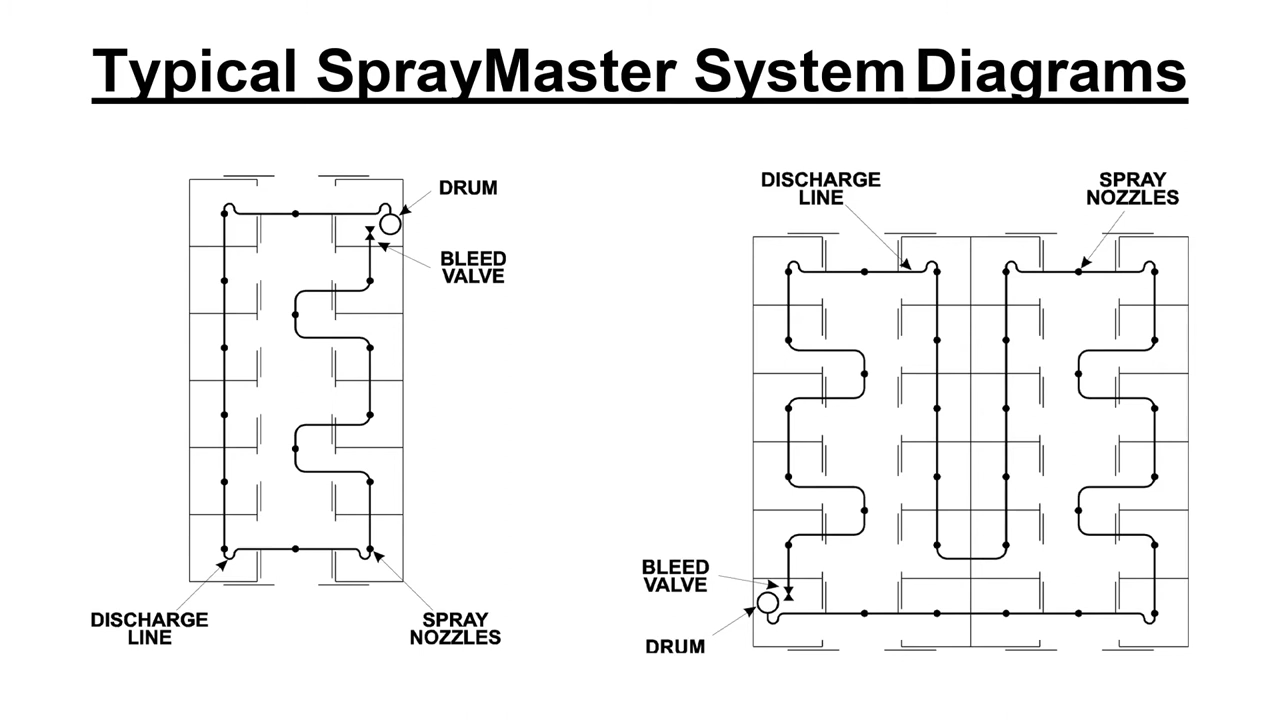 Typical SprayMaster System Diagrams
DRUM
BLEED
VALVE
DISCHARGE
LINE
SPRAY
NOZZLES
DISCHARGE
LINE
SPRAY
NOZZLES
BLEED
VALVE
DRUM